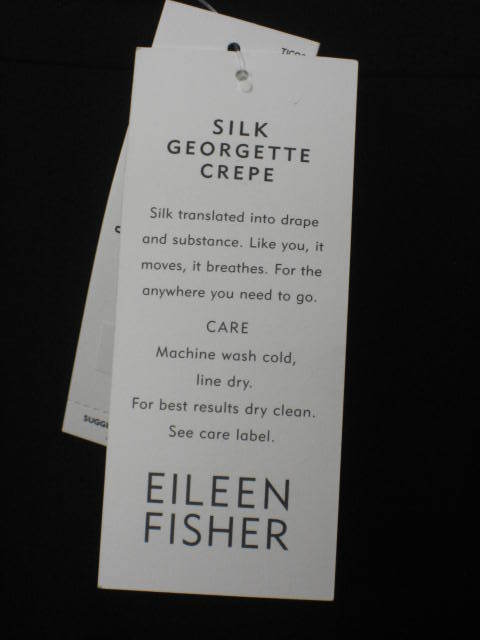 SILK
GEORGETTE
CREPE
Silk translated into drape
and substance. Like you, it
moves, it breathes. For the
anywhere you need to go.
CARE
Machine wash cold,
line dry.
For best results dry clean.
See care label.
EILEEN
FISHER